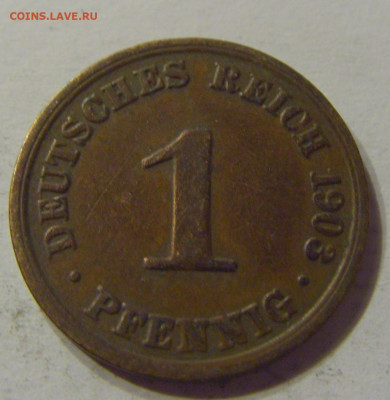 COINS.LAVE.RU
DEUTSCHES REICH 1903
1
· PFENNIG ·